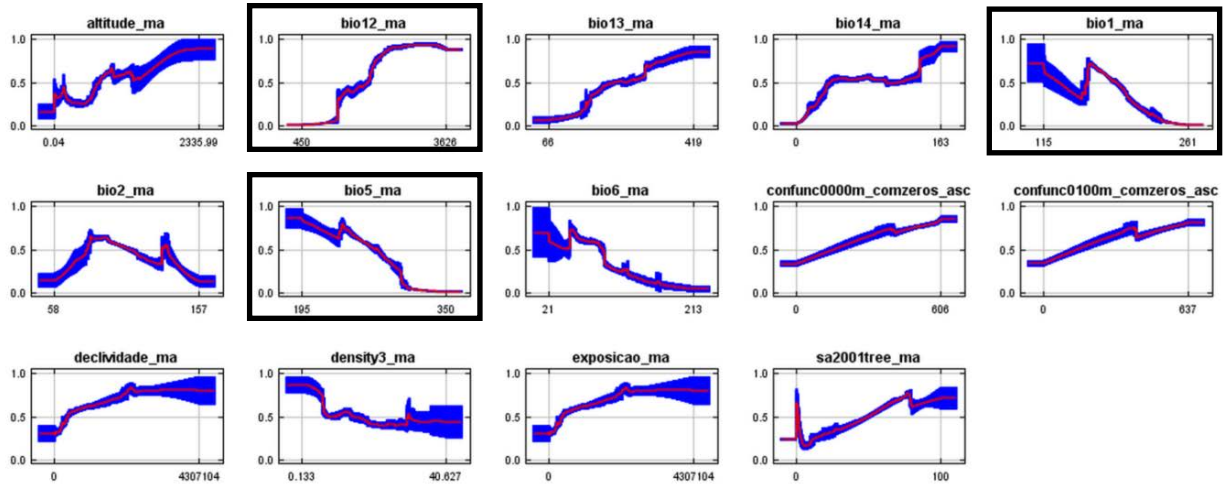 altitude_ma bio12_ma bio13_ma bio14_ma bio1_ma
1.0 1.0 1.0 1.0 1.0
0.5 0.5 0.5 0.5 0.5
0.0 0.0 0.0 0.0 0.0
0.04 2335.99 450 3626 66 419 0 163 115 261
bio2_ma bio5_ma bio6_ma confunc0000m_comzeros_asc confunc0100m_comzeros_asc
1.0 1.0 1.0 1.0 1.0
0.5 0.5 0.5 0.5 0.5
0.0 0.0 0.0 0.0 0.0
58 157 195 350 21 213 0 606 0 637
declividade_ma density3_ma exposicao_ma sa2001tree_ma
1.0 1.0 1.0 1.0
0.5 0.5 0.5 0.5
0.0 0.0 0.0 0.0
0 4307104 0.133 40.627 0 4307104 0 100